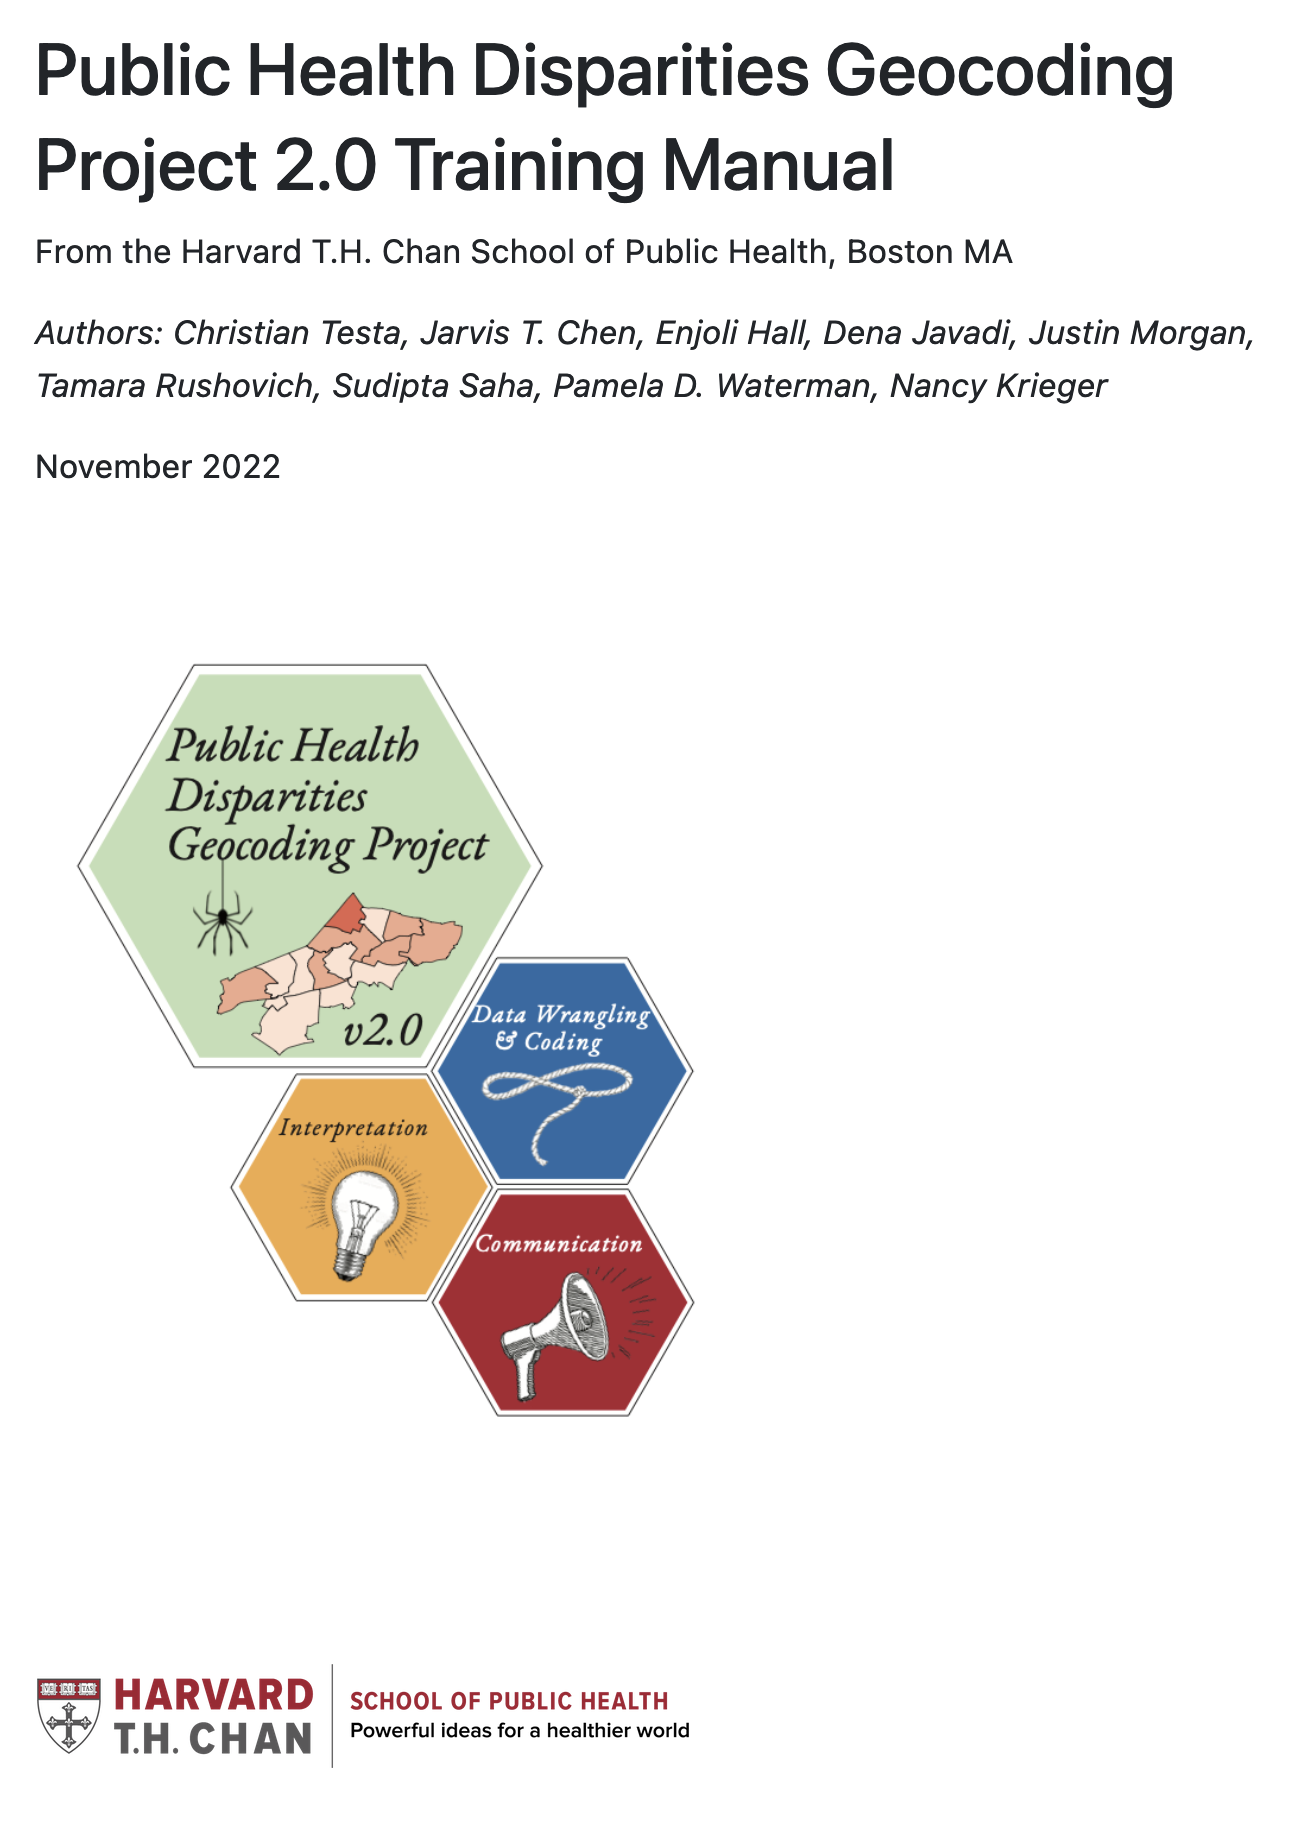 Public Health Disparities Geocoding
Project 2.0 Training Manual
From the Harvard T.H. Chan School of Public Health, Boston MA
Authors: Christian Testa, Jarvis T. Chen, Enjoli Hall, Dena Javadi, Justin Morgan,
Tamara Rushovich, Sudipta Saha, Pamela D. Waterman, Nancy Krieger
November 2022
Public Health
Disparities
Geocoding Project
v2.0
Data Wrangling
& Coding
Interpretation
Communication
VE RI TAS
HARVARD
T.H. CHAN
SCHOOL OF PUBLIC HEALTH
Powerful ideas for a healthier world